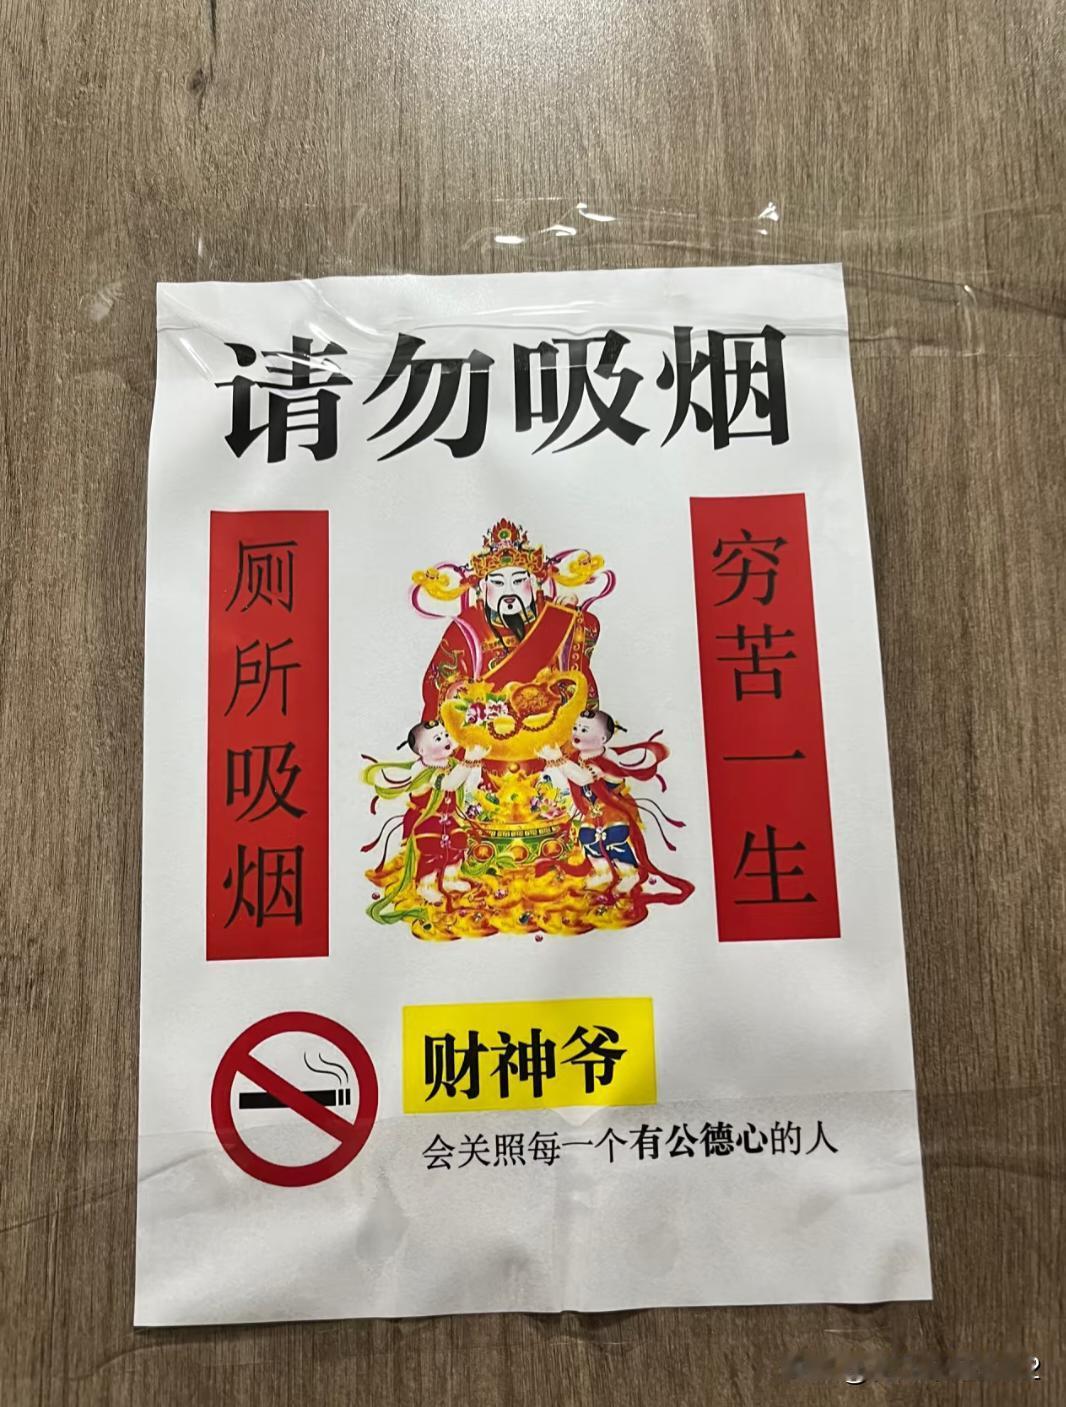 请勿吸烟
厕所吸烟
穷苦一生
财神爷
会关照每一个有公德心的人